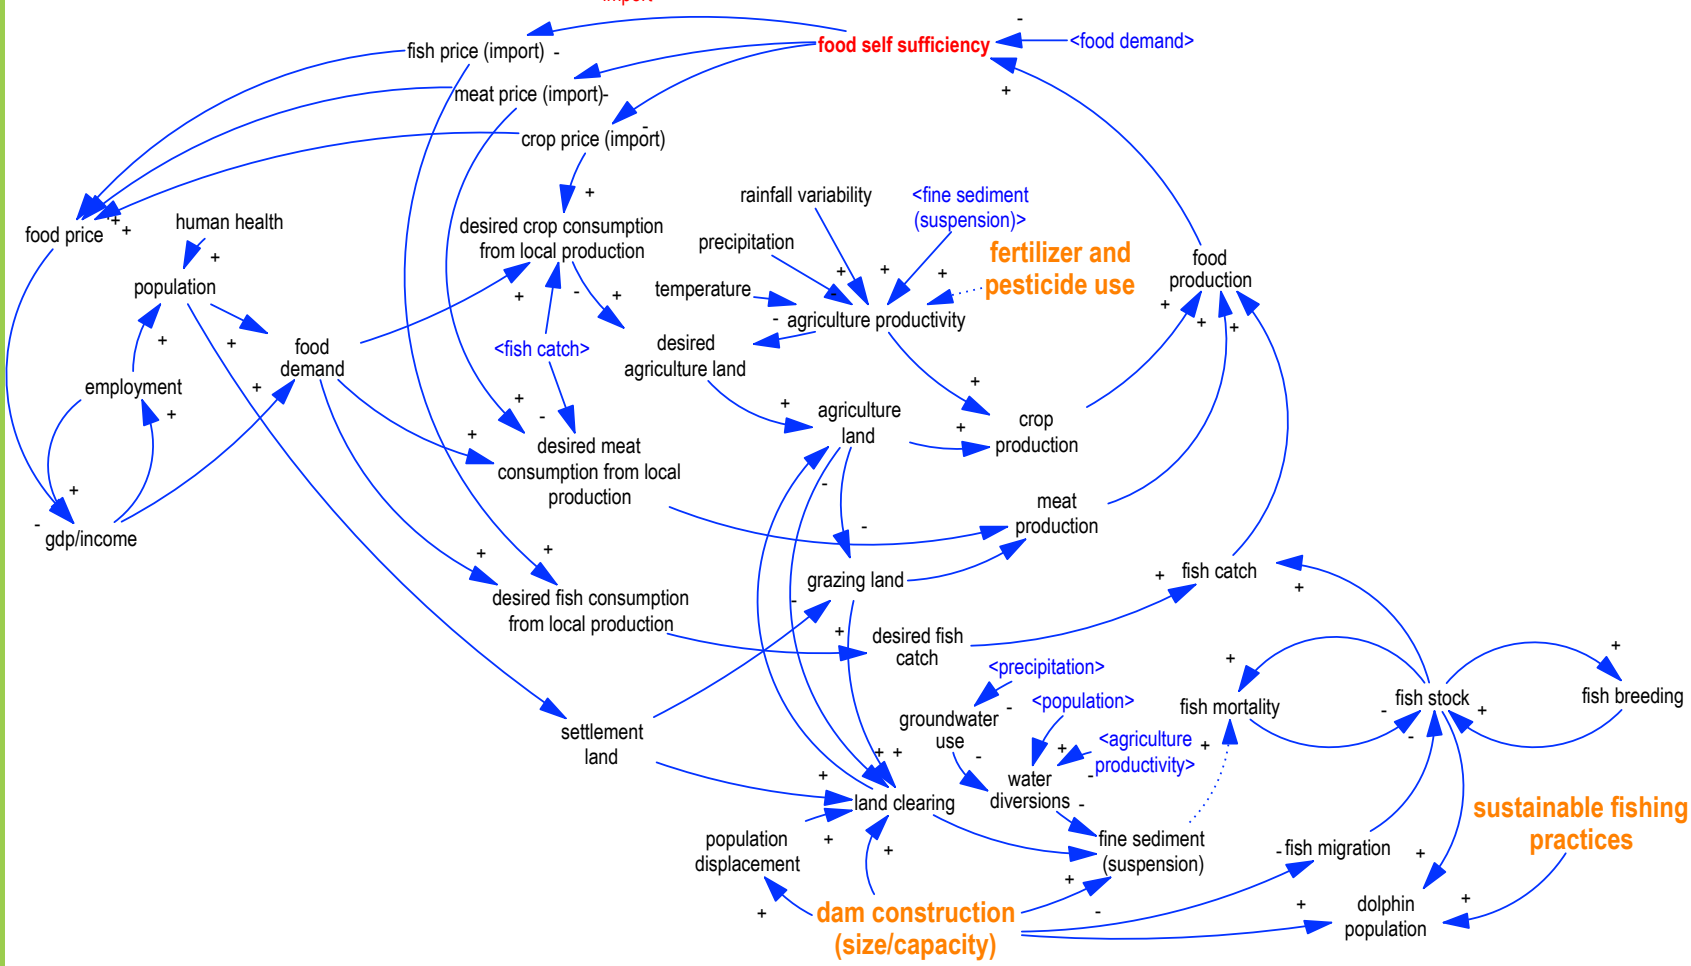 import
fish price (import)
food self sufficiency
<food demand>
meat price (import)
crop price (import)
rainfall variability
<fine sediment
(suspension)>
human health
food price
desired crop consumption
from local production
precipitation
fertilizer and
pesticide use
food
production
population
temperature
agriculture productivity
food
demand
<fish catch>
desired
agriculture land
employment
agriculture
land
crop
production
desired meat
consumption from local
production
meat
production
gdp/income
grazing land
fish catch
desired fish consumption
from local production
desired fish
catch
<precipitation>
<population>
groundwater
use
<agriculture
productivity>
fish mortality
fish stock
fish breeding
settlement
land
water
diversions
land clearing
sustainable fishing
practices
population
displacement
fine sediment
(suspension)
fish migration
dam construction
(size/capacity)
dolphin
population